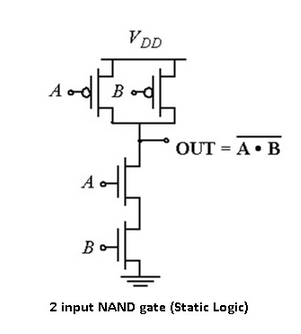 V_DD
A B
OUT = A̅ ̅•̅ ̅B̅
A
B
2 input NAND gate (Static Logic)